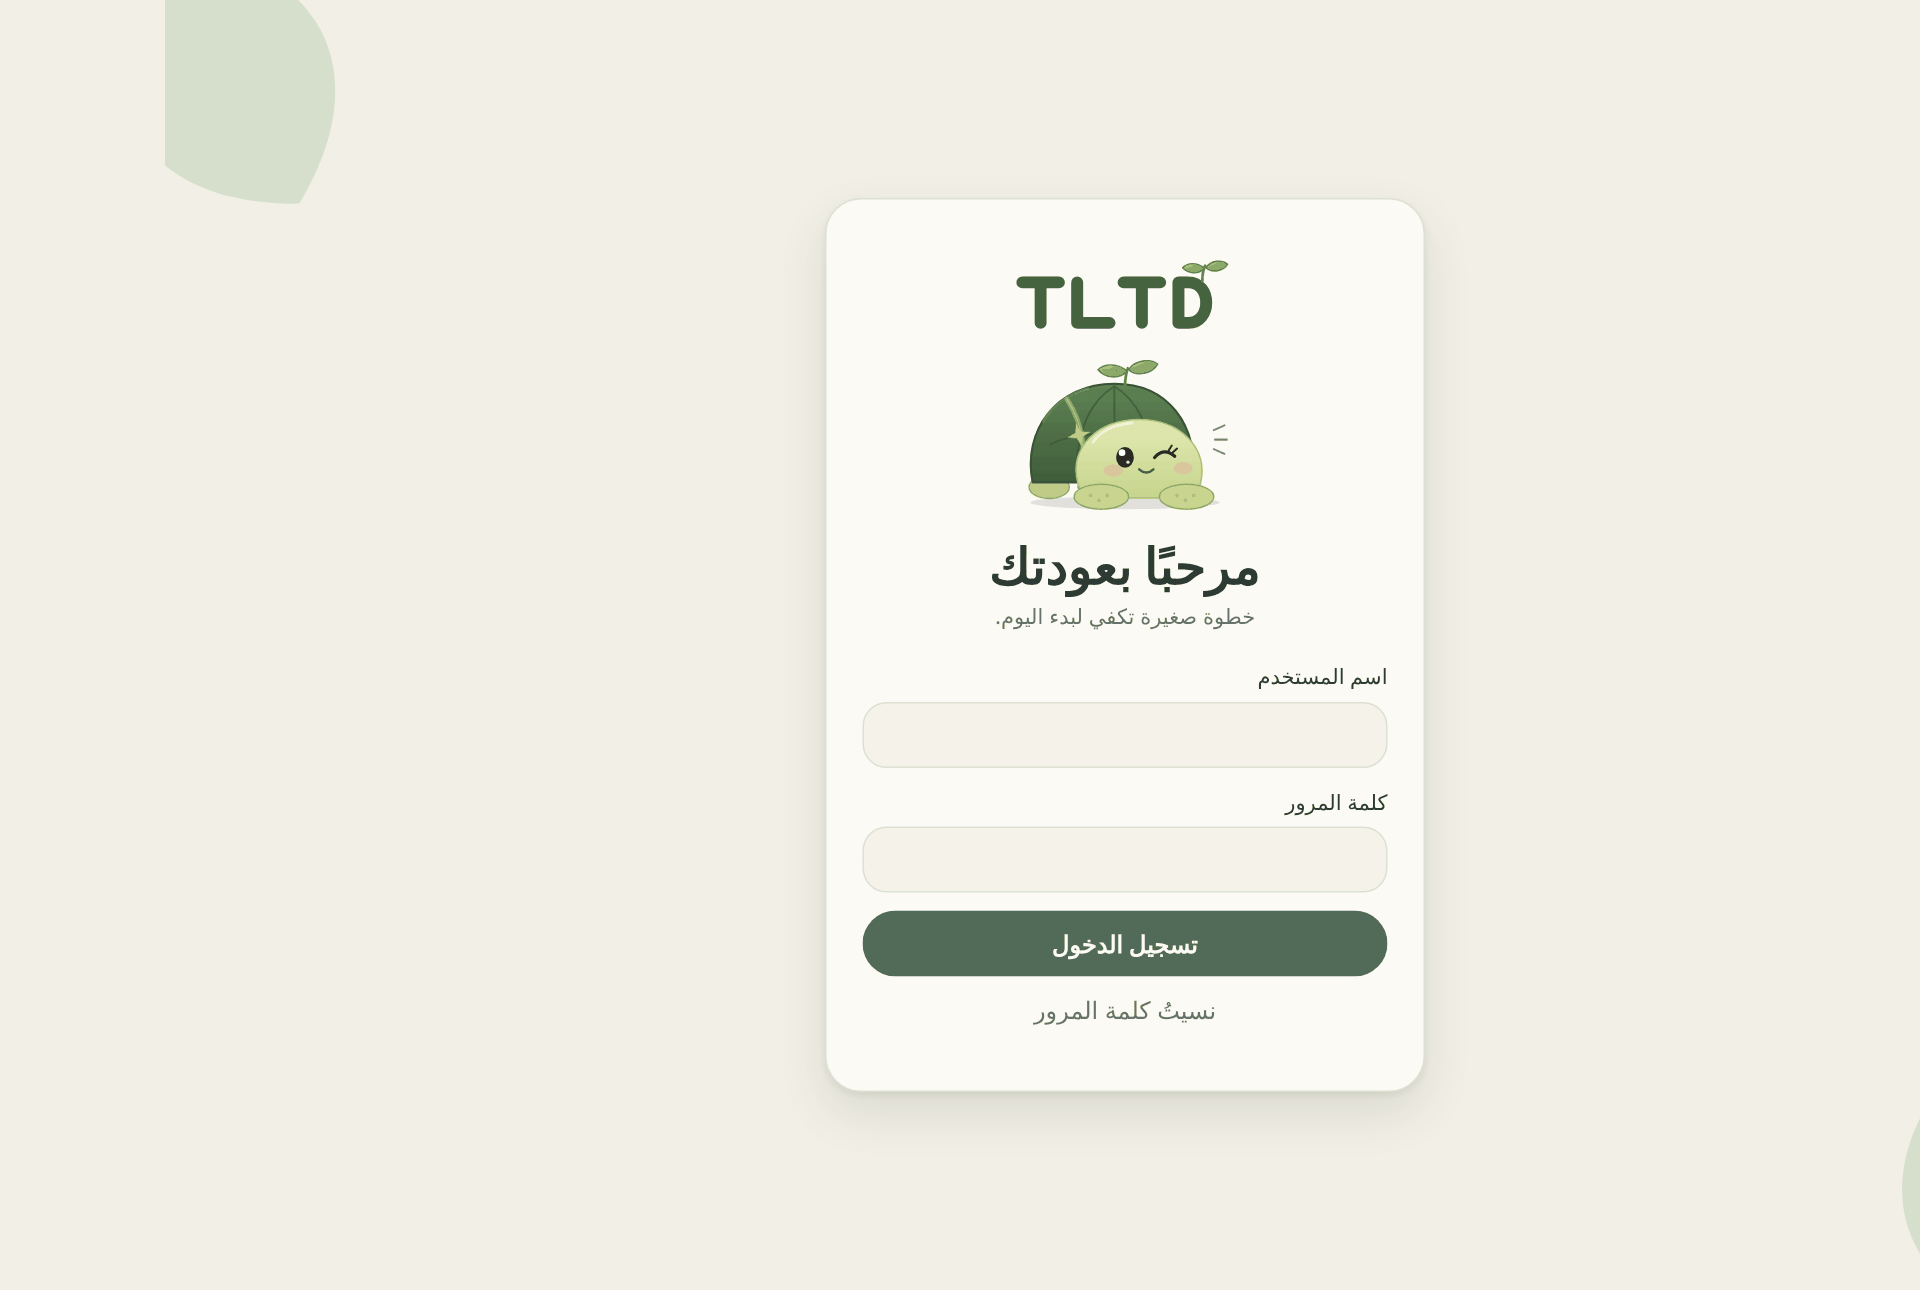 TLTD
مرحبًا بعودتك
خطوة صغيرة تكفي لبدء اليوم.
اسم المستخدم
كلمة المرور
تسجيل الدخول
نسيتُ كلمة المرور